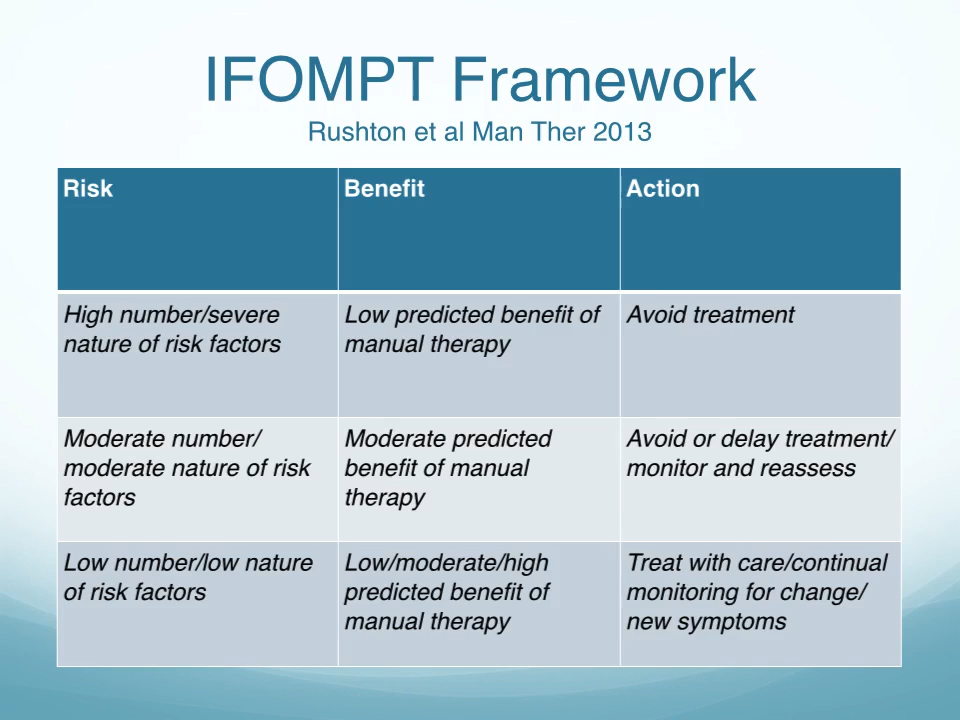 IFOMPT Framework
Rushton et al Man Ther 2013
Risk
Benefit
Action
High number/severe
nature of risk factors
Low predicted benefit of
manual therapy
Avoid treatment
Moderate number/
moderate nature of risk
factors
Moderate predicted
benefit of manual
therapy
Avoid or delay treatment/
monitor and reassess
Low number/low nature
of risk factors
Low/moderate/high
predicted benefit of
manual therapy
Treat with care/continual
monitoring for change/
new symptoms